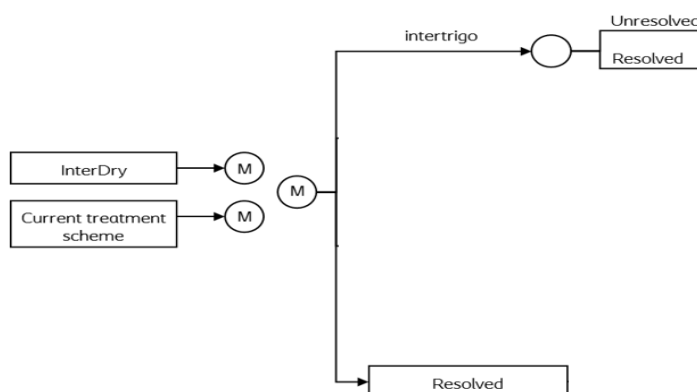 Unresolved
intertrigo
Resolved
InterDry
M
M
M
Current treatment
scheme
Resolved